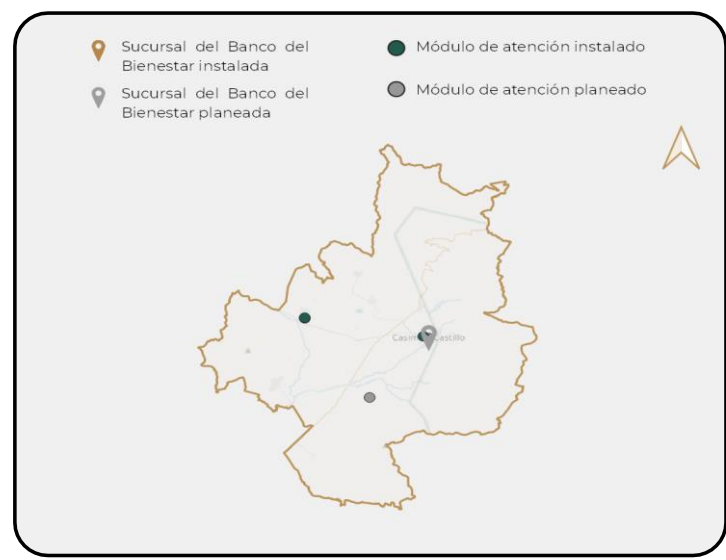 Sucursal del Banco del
Bienestar instalada
Sucursal del Banco del
Bienestar planeada
Módulo de atención instalado
Módulo de atención planeado
Castillo